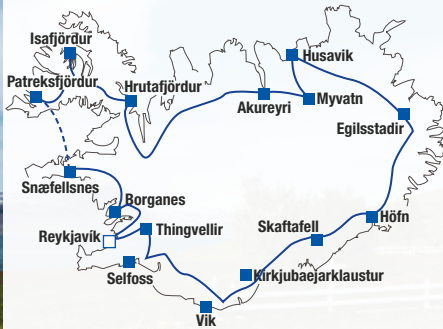 Isafjördur
Patreksfjördur
Hrutafjördur
Husavik
Akureyri
Myvatn
Egilsstadir
Snæfellsnes
Borganes
Reykjavík
Thingvellir
Skaftafell
Höfn
Selfoss
Kirkjubaejarklaustur
Vik